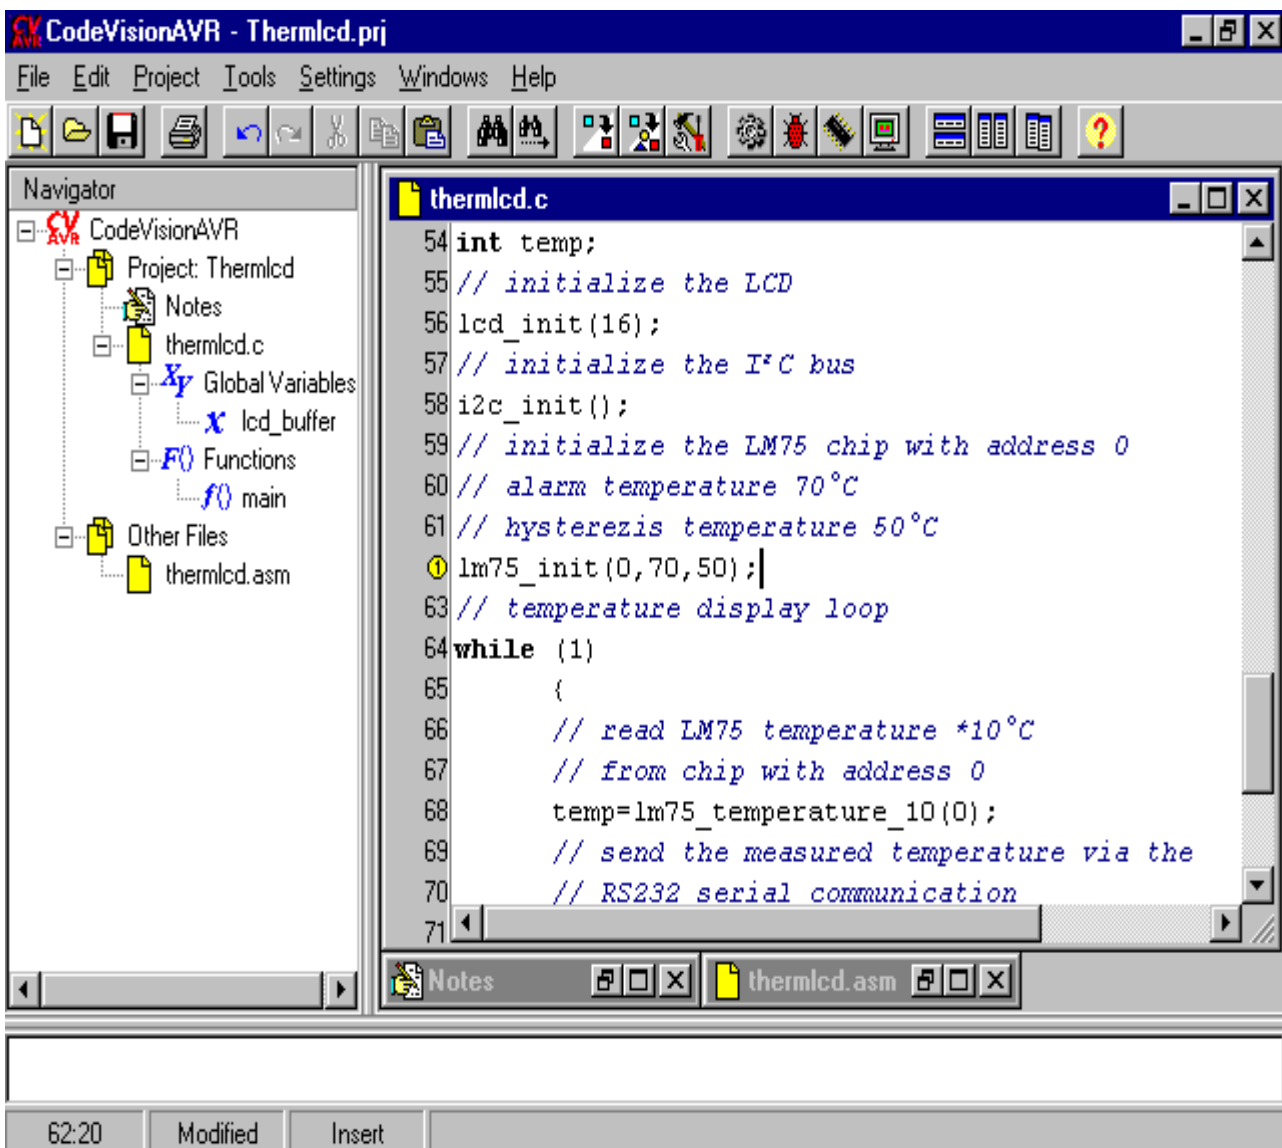 CodeVisionAVR - Thermlcd.prj
File Edit Project Tools Settings Windows Help
Navigator
CodeVisionAVR
Project: Thermlcd
Notes
thermlcd.c
Global Variables
lcd_buffer
Functions
main
Other Files
thermlcd.asm
thermlcd.c
54 int temp;
55 // initialize the LCD
56 lcd_init(16);
57 // initialize the I²C bus
58 i2c_init();
59 // initialize the LM75 chip with address 0
60 // alarm temperature 70°C
61 // hysterezis temperature 50°C
1 lm75_init(0,70,50);
63 // temperature display loop
64 while (1)
65 {
66 // read LM75 temperature *10°C
67 // from chip with address 0
68 temp=lm75_temperature_10(0);
69 // send the measured temperature via the
70 // RS232 serial communication
71
Notes
thermlcd.asm
62:20 Modified Insert